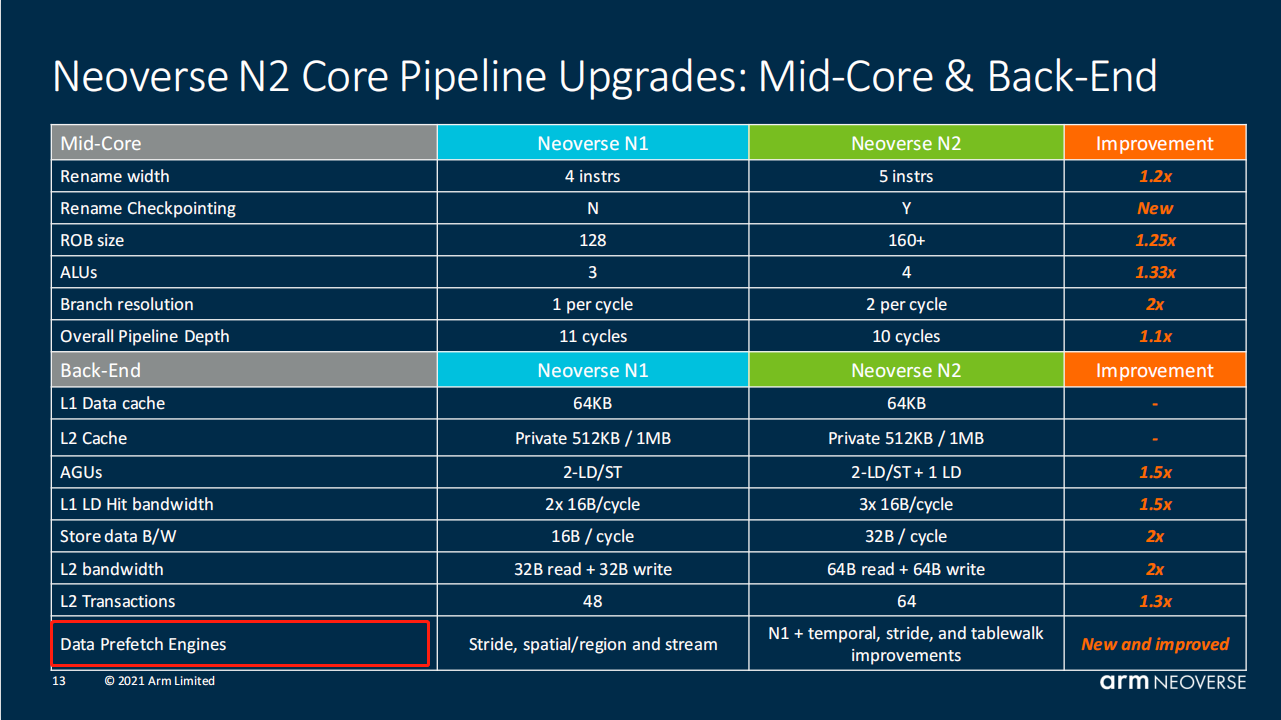 Neoverse N2 Core Pipeline Upgrades: Mid-Core & Back-End
Mid-Core Neoverse N1 Neoverse N2 Improvement
Rename width 4 instrs 5 instrs 1.2x
Rename Checkpointing N Y New
ROB size 128 160+ 1.25x
ALUs 3 4 1.33x
Branch resolution 1 per cycle 2 per cycle 2x
Overall Pipeline Depth 11 cycles 10 cycles 1.1x
Back-End Neoverse N1 Neoverse N2 Improvement
L1 Data cache 64KB 64KB -
L2 Cache Private 512KB / 1MB Private 512KB / 1MB -
AGUs 2-LD/ST 2-LD/ST + 1 LD 1.5x
L1 LD Hit bandwidth 2x 16B/cycle 3x 16B/cycle 1.5x
Store data B/W 16B / cycle 32B / cycle 2x
L2 bandwidth 32B read + 32B write 64B read + 64B write 2x
L2 Transactions 48 64 1.3x
Data Prefetch Engines Stride, spatial/region and stream N1 + temporal, stride, and tablewalk
improvements New and improved
13 © 2021 Arm Limited arm NEOVERSE